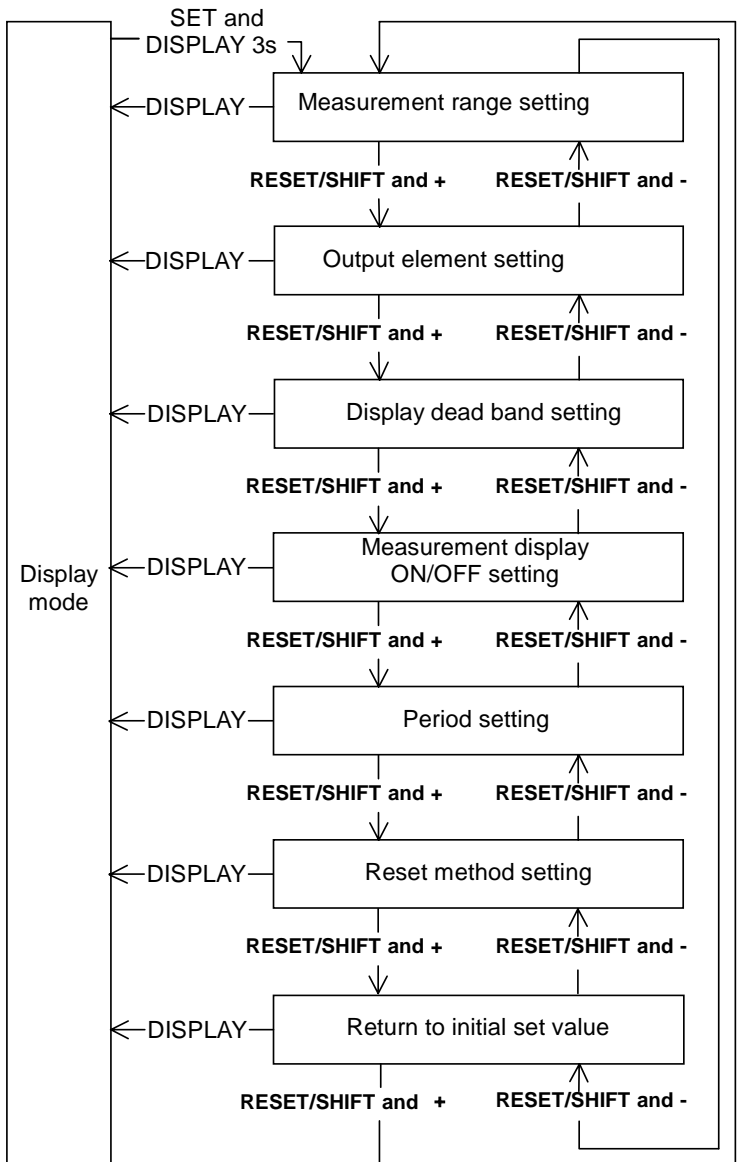 SET and
DISPLAY 3s
Measurement range setting
DISPLAY
RESET/SHIFT and +
RESET/SHIFT and -
Output element setting
DISPLAY
RESET/SHIFT and +
RESET/SHIFT and -
Display dead band setting
DISPLAY
RESET/SHIFT and +
RESET/SHIFT and -
Measurement display
ON/OFF setting
DISPLAY
Display
mode
RESET/SHIFT and +
RESET/SHIFT and -
Period setting
DISPLAY
RESET/SHIFT and +
RESET/SHIFT and -
Reset method setting
DISPLAY
RESET/SHIFT and +
RESET/SHIFT and -
Return to initial set value
DISPLAY
RESET/SHIFT and +
RESET/SHIFT and -